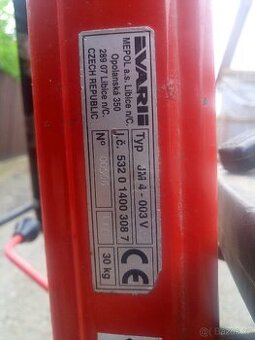 VARI
MEPOL a.s. Libice n/C.
Opolanská 350
289 07 Libice n/C.
CZECH REPUBLIC
Typ JM 4 - 003 V
J.č. 532 0 1400 308 7
N°
30 kg
CE